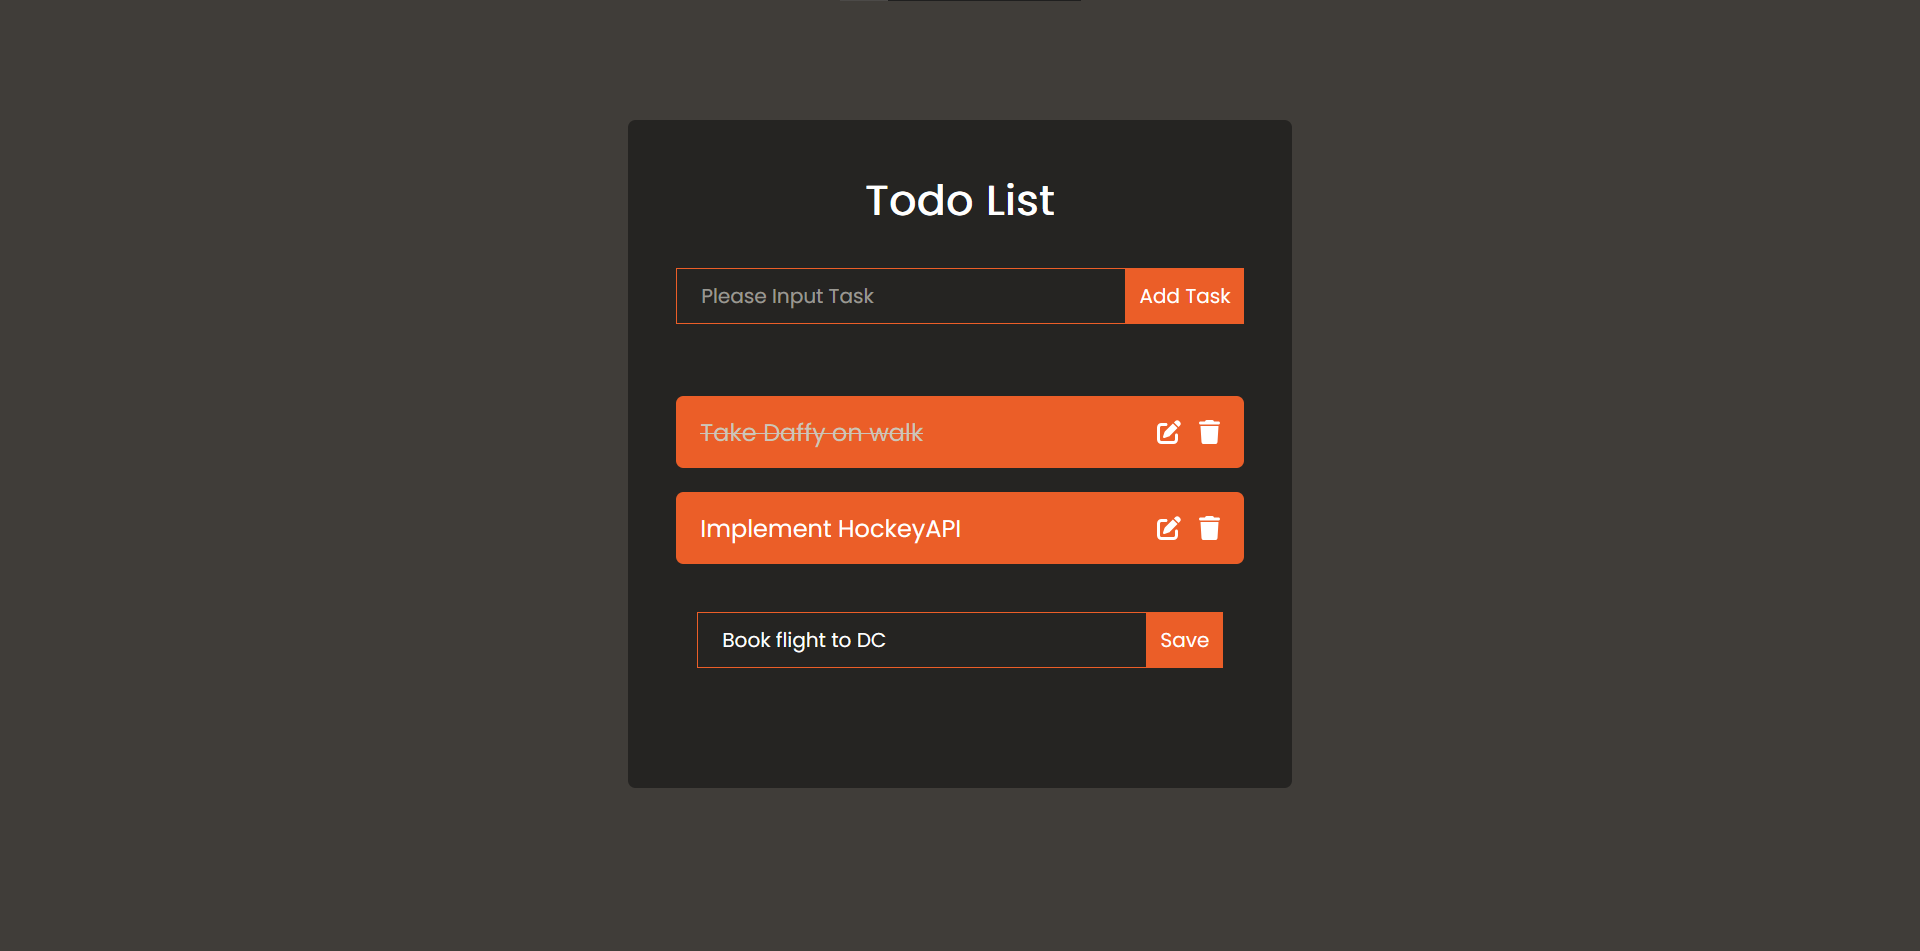 Todo List
Please Input Task
Add Task
Take Daffy on walk
Implement HockeyAPI
Book flight to DC
Save